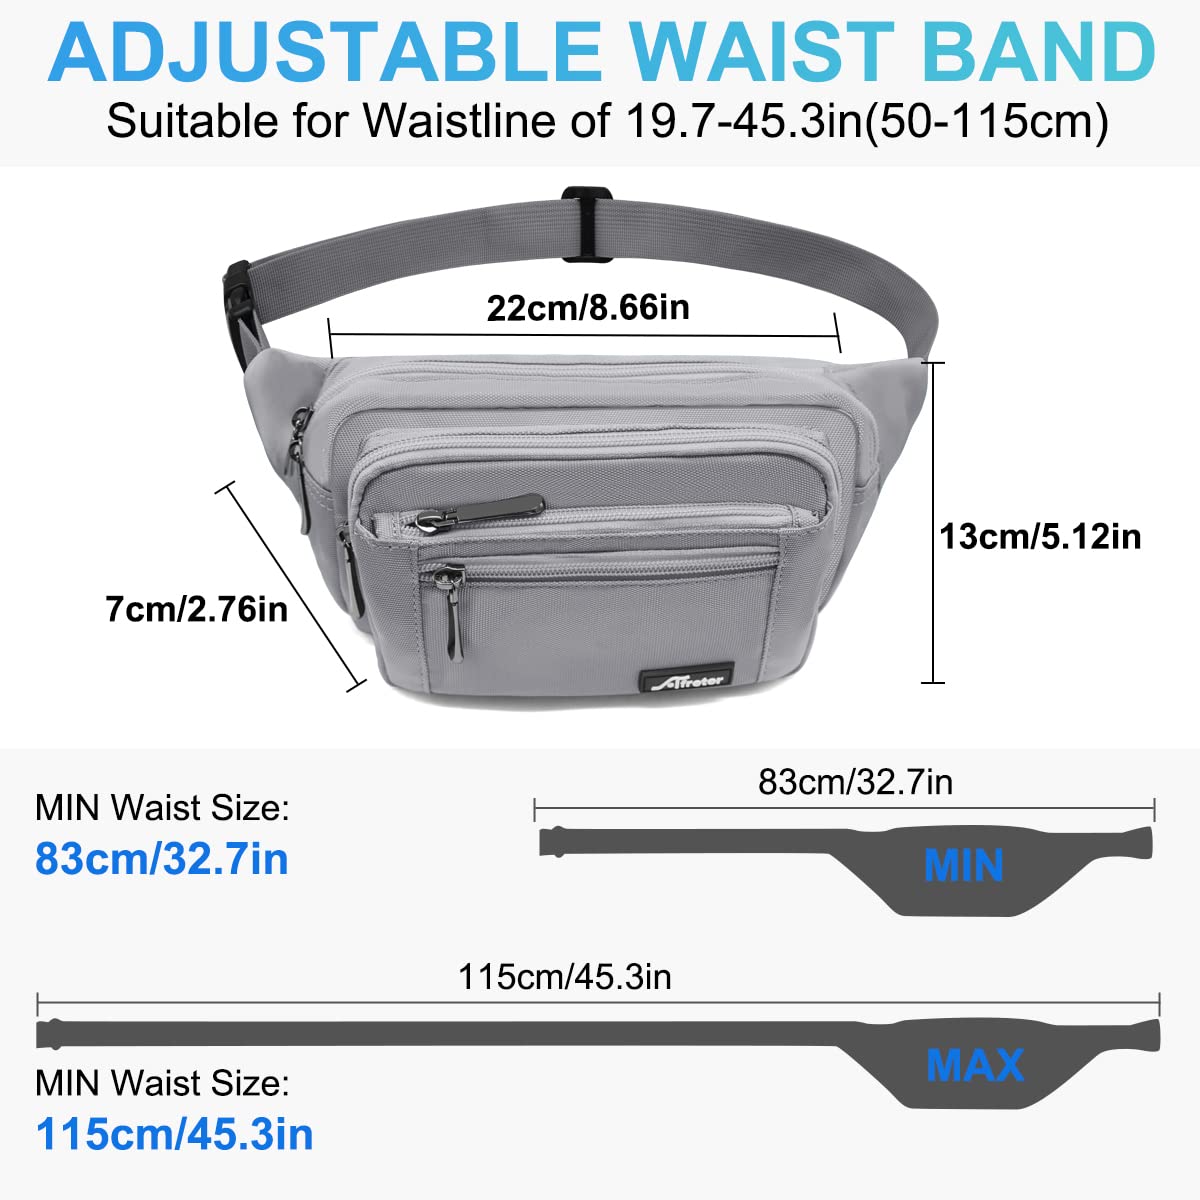 ADJUSTABLE WAIST BAND
Suitable for Waistline of 19.7-45.3in(50-115cm)
22cm/8.66in
13cm/5.12in
7cm/2.76in
ATfroter
83cm/32.7in
MIN Waist Size:
83cm/32.7in
MIN
115cm/45.3in
MAX
MIN Waist Size:
115cm/45.3in